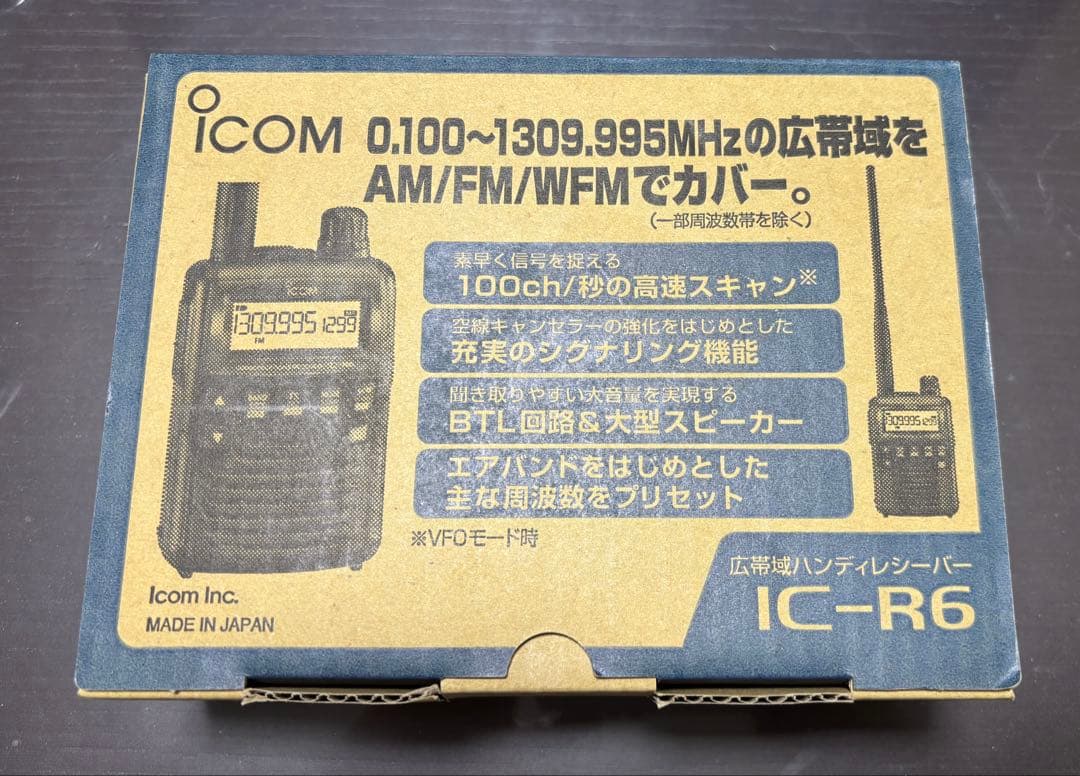 ICOM
0.100~1309.995MHzの広帯域を
AM/FM/WFMでカバー。
(一部周波数帯を除く)
素早く信号を捉える
100ch/秒の高速スキャン※
空線キャンセラーの強化をはじめとした
充実のシグナリング機能
聞き取りやすい大音量を実現する
BTL回路&大型スピーカー
エアバンドをはじめとした
主な周波数をプリセット
※VFOモード時
ICOM
1309.995 1299
FM
1309.995 1299
広帯域ハンディレシーバー
IC-R6
Icom Inc.
MADE IN JAPAN